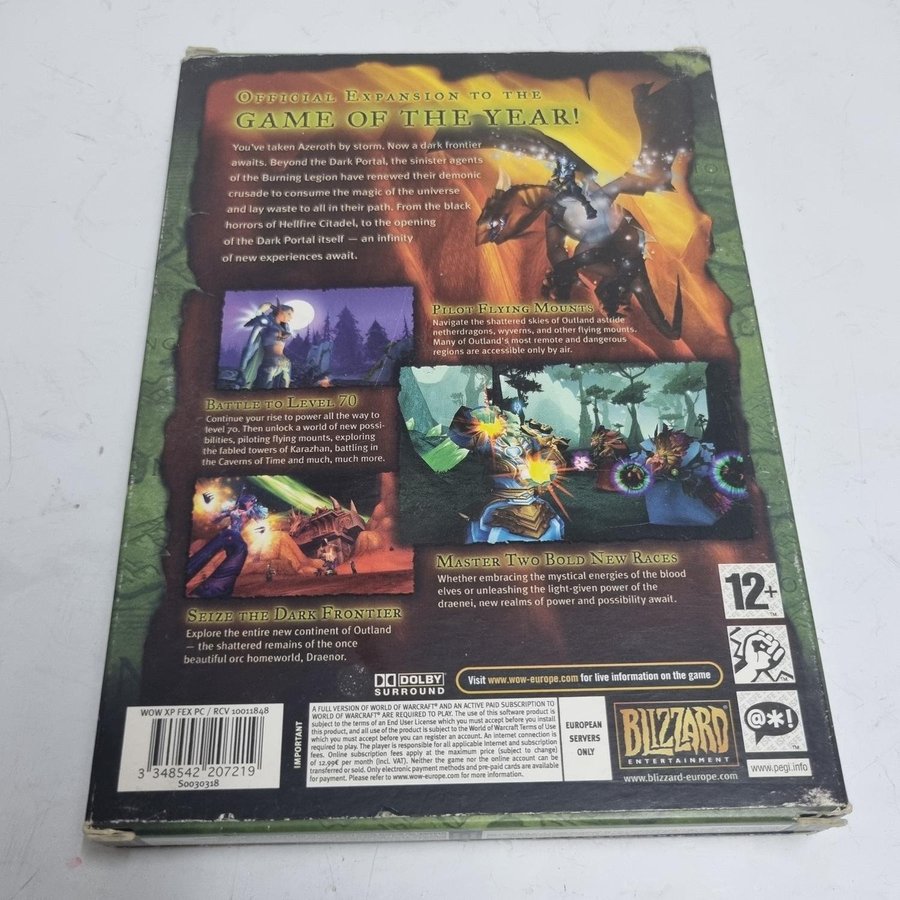 OFFICIAL EXPANSION TO THE
GAME OF THE YEAR!
You've taken Azeroth by storm. Now a dark frontier
awaits. Beyond the Dark Portal, the sinister agents
of the Burning Legion have renewed their demonic
crusade to consume the magic of the universe
and lay waste to all in their path. From the black
horrors of Hellfire Citadel, to the opening
of the Dark Portal itself — an infinity
of new experiences await.
PILOT FLYING MOUNTS
Navigate the shattered skies of Outland astride
netherdragons, wyverns, and other flying mounts.
Many of Outland's most remote and dangerous
regions are accessible only by air.
BATTLE TO LEVEL 70
Continue your rise to power all the way to
level 70. Then unlock a world of new possi-
bilities, piloting flying mounts, exploring
the fabled towers of Karazhan, battling in
the Caverns of Time and much, much more.
MASTER TWO BOLD NEW RACES
Whether embracing the mystical energies of the blood
elves or unleashing the light-given power of the
draenei, new realms of power and possibility await.
SEIZE THE DARK FRONTIER
Explore the entire new continent of Outland
— the shattered remains of the once
beautiful orc homeworld, Draenor.
12+
DOLBY
SURROUND
Visit www.wow-europe.com for live information on the game
WOW XP FEX PC / RCV 10011848
3 348542 207219
S0030318
IMPORTANT
A FULL VERSION OF WORLD OF WARCRAFT® AND AN ACTIVE PAID SUBSCRIPTION TO
WORLD OF WARCRAFT® ARE REQUIRED TO PLAY. The use of this software product is
subject to the terms of an End User License which you must accept before you install
this product, and all use of the product is subject to the World of Warcraft Terms of Use
which you must accept before you can register an account. An internet connection is
required to play. The player is responsible for all applicable Internet and subscription
fees. Online subscription fees apply at the maximum price (Subject to change)
of 12.99€ per month (Incl. VAT). Neither the game nor the online account can be
transferred or sold. Only electronic payment methods and pre-paid cards are available
for payment. Please refer to www.wow-europe.com for more information.
EUROPEAN
SERVERS
ONLY
BLIZZARD
ENTERTAINMENT
www.blizzard-europe.com
@*!
www.pegi.info